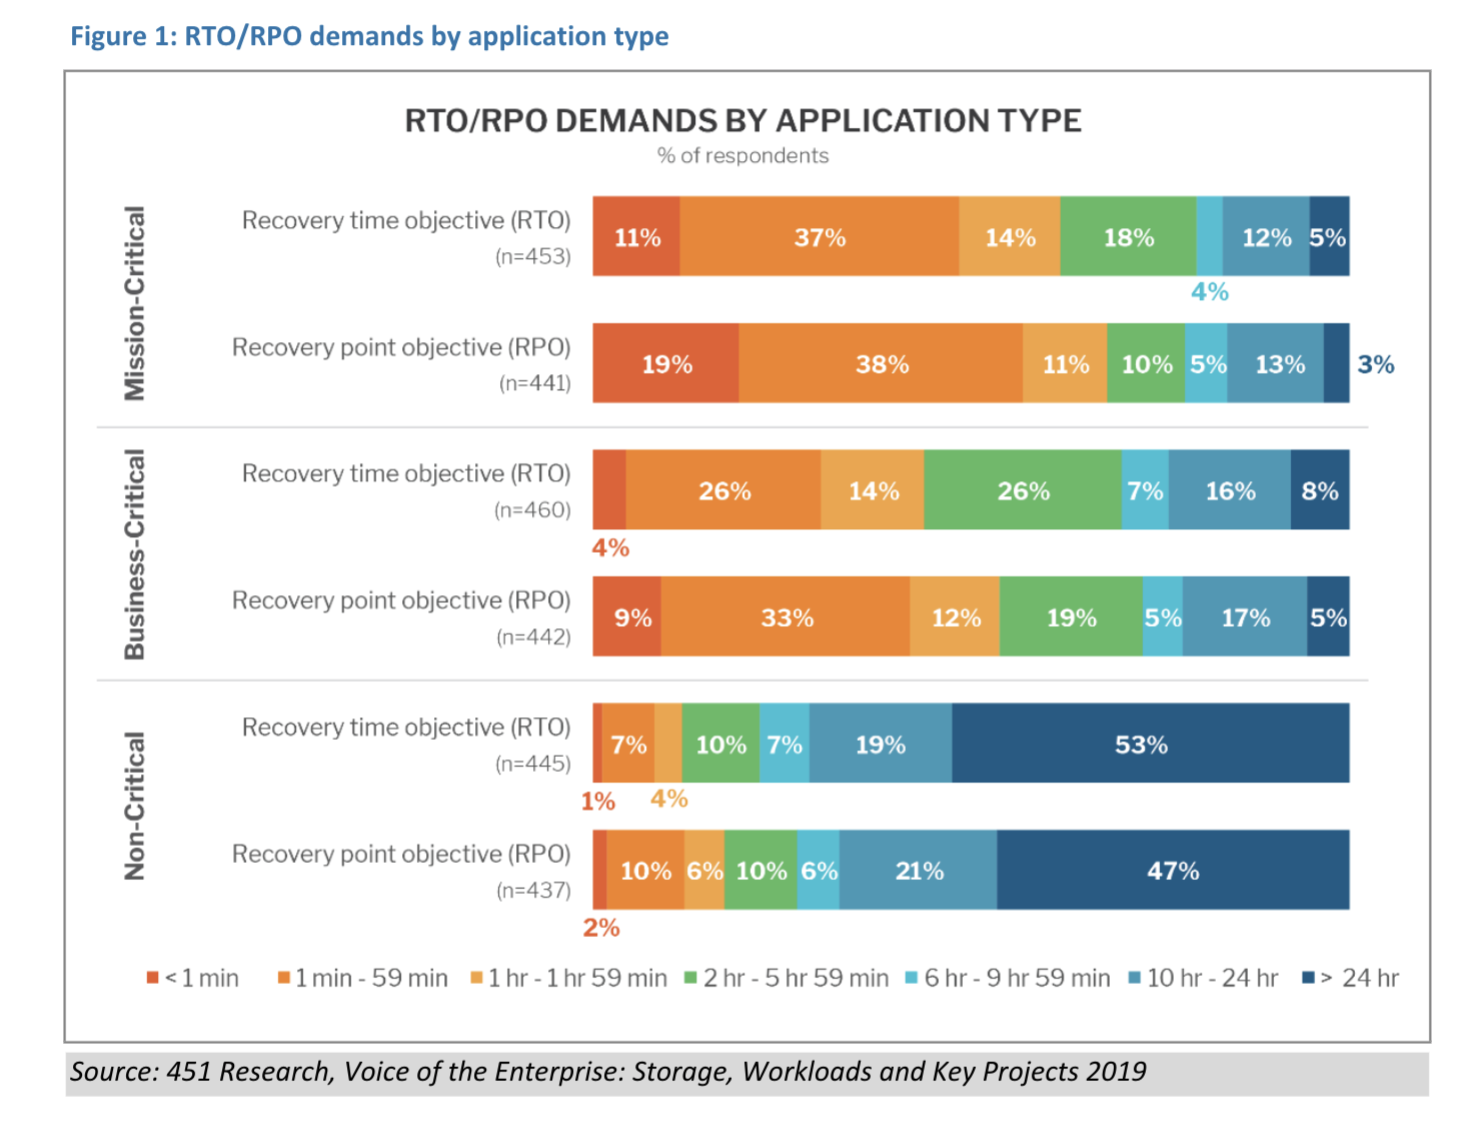 Figure 1: RTO/RPO demands by application type
RTO/RPO DEMANDS BY APPLICATION TYPE
% of respondents
Mission-Critical
Recovery time objective (RTO)
(n=453)
11% 37% 14% 18% 12% 5%
4%
Recovery point objective (RPO)
(n=441)
19% 38% 11% 10% 5% 13% 3%
Business-Critical
Recovery time objective (RTO)
(n=460)
26% 14% 26% 7% 16% 8%
4%
Recovery point objective (RPO)
(n=442)
9% 33% 12% 19% 5% 17% 5%
Non-Critical
Recovery time objective (RTO)
(n=445)
7% 10% 7% 19% 53%
1% 4%
Recovery point objective (RPO)
(n=437)
10% 6% 10% 6% 21% 47%
2%
< 1 min 1 min - 59 min 1 hr - 1 hr 59 min 2 hr - 5 hr 59 min 6 hr - 9 hr 59 min 10 hr - 24 hr > 24 hr
Source: 451 Research, Voice of the Enterprise: Storage, Workloads and Key Projects 2019